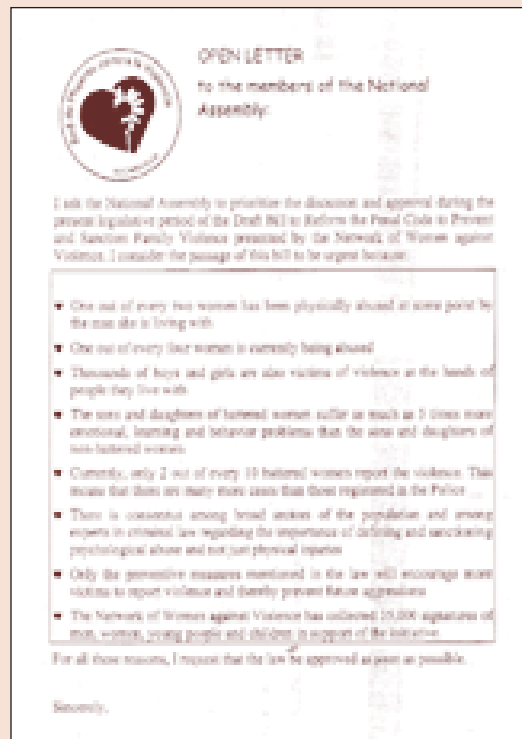 OPEN LETTER
to the members of the National
Assembly:
I ask the National Assembly to prioritize the discussion and approval during the
present legislative period of the Draft Bill to Reform the Penal Code to Prevent
and Sanction Family Violence presented by the Network of Women against
Violence. I consider the passage of this bill to be urgent because:
♥ One out of every two women has been physically abused at some point by
the man she is living with
♥ One out of every four women is currently being abused
♥ Thousands of boys and girls are also victims of violence at the hands of
people they live with
♥ The sons and daughters of battered women suffer as much as 5 times more
emotional, learning and behavior problems than the sons and daughters of
non-battered women
♥ Currently, only 2 out of every 10 battered women report the violence. This
means that there are many more cases than those registered in the Police
♥ There is consensus among broad sectors of the population and among
experts in criminal law regarding the importance of defining and sanctioning
psychological abuse and not just physical injuries
♥ Only the preventive measures mentioned in the law will encourage more
victims to report violence and thereby prevent future aggressions
♥ The Network of Women against Violence has collected signatures of
men, women, young people and children in support of the initiative
For all these reasons, I request that the law be approved as soon as possible.
Sincerely,